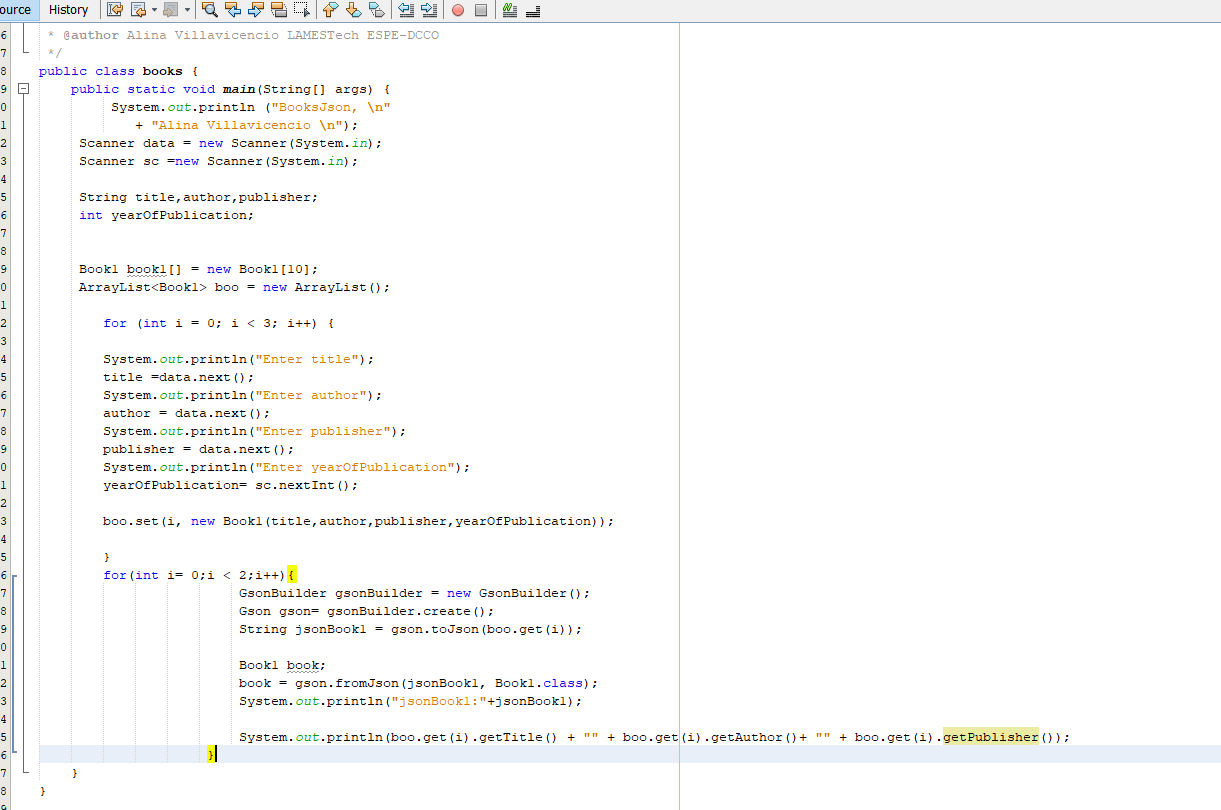 ource History
6 * @author Alina Villavicencio LAMESTech ESPE-DCCO
7 */
8 public class books {
9 public static void main(String[] args) {
0 System.out.println ("BooksJson, \n"
1 + "Alina Villavicencio \n");
2 Scanner data = new Scanner(System.in);
3 Scanner sc =new Scanner(System.in);
4
5 String title,author,publisher;
6 int yearOfPublication;
7
8
9 Book1 book1[] = new Book1[10];
0 ArrayList<Book1> boo = new ArrayList();
1
2 for (int i = 0; i < 3; i++) {
3
4 System.out.println("Enter title");
5 title =data.next();
6 System.out.println("Enter author");
7 author = data.next();
8 System.out.println("Enter publisher");
9 publisher = data.next();
0 System.out.println("Enter yearOfPublication");
1 yearOfPublication= sc.nextInt();
2
3 boo.set(i, new Book1(title,author,publisher,yearOfPublication));
4
5 }
6 for(int i= 0;i < 2;i++){
7 GsonBuilder gsonBuilder = new GsonBuilder();
8 Gson gson= gsonBuilder.create();
9 String jsonBook1 = gson.toJson(boo.get(i));
0
1 Book1 book;
2 book = gson.fromJson(jsonBook1, Book1.class);
3 System.out.println("jsonBook1:"+jsonBook1);
4
5 System.out.println(boo.get(i).getTitle() + "" + boo.get(i).getAuthor()+ "" + boo.get(i).getPublisher());
6 }
7 }
8 }
9